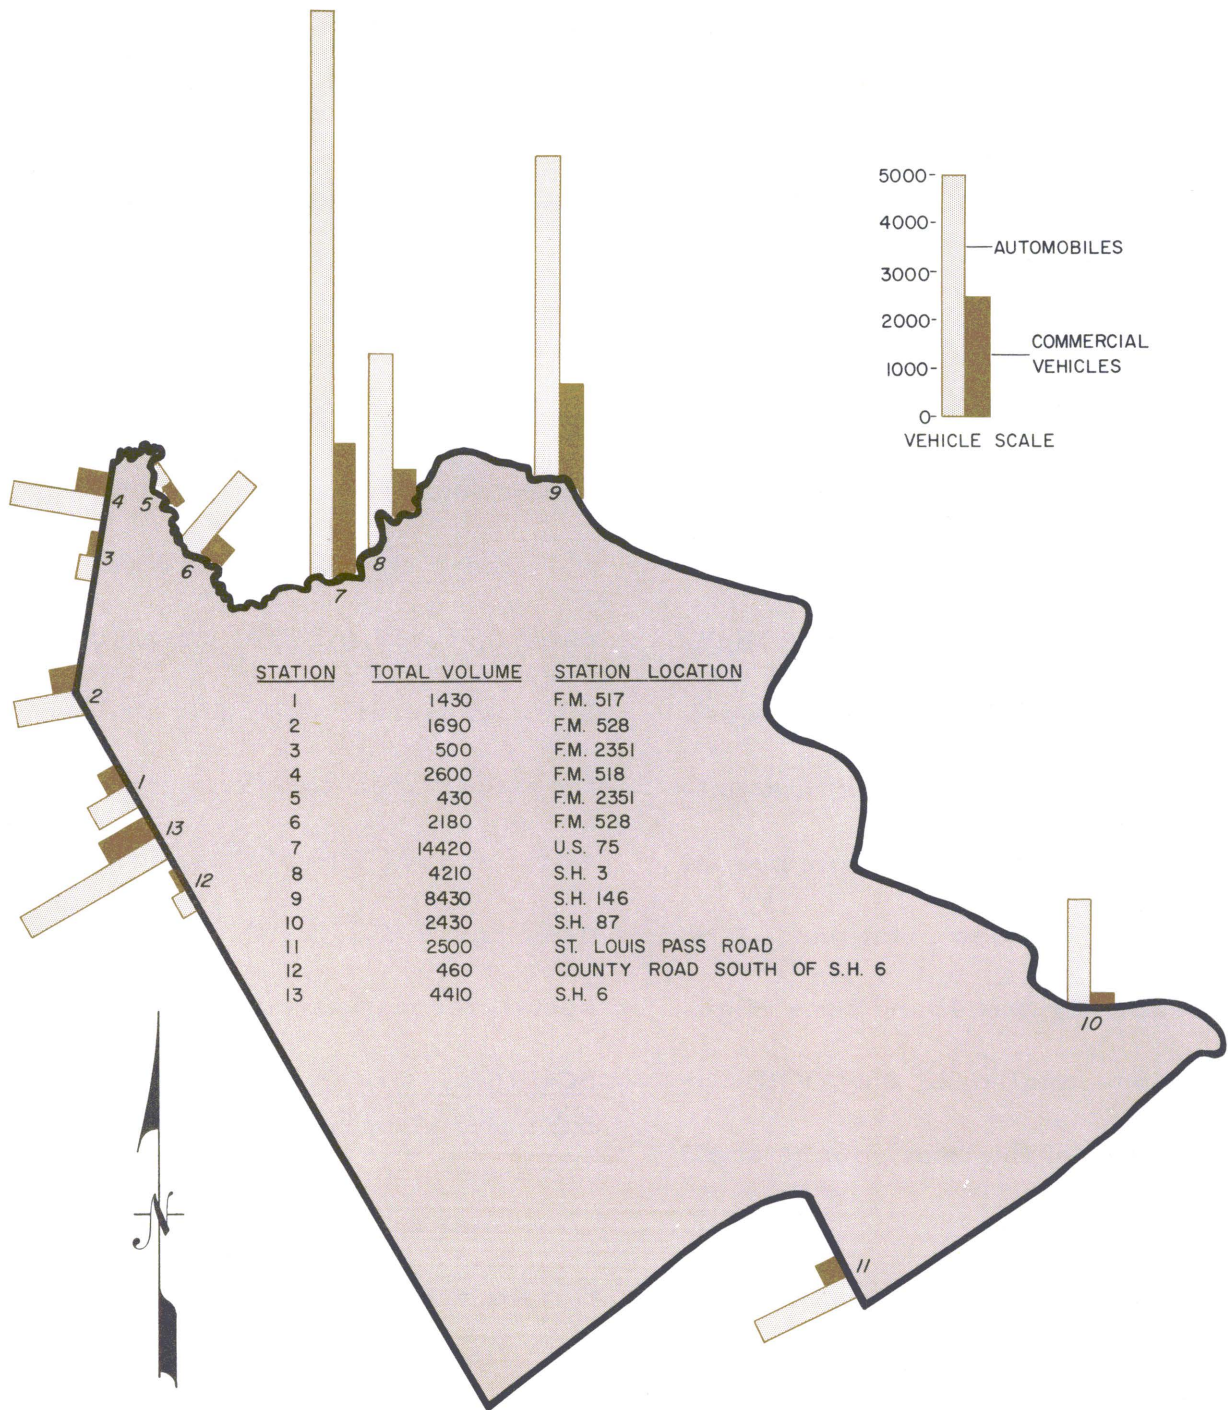 5000-
4000-
AUTOMOBILES
3000-
2000-
COMMERCIAL
VEHICLES
1000-
0-
VEHICLE SCALE
9
4
5
3
6
8
7
2
1
13
12
STATION TOTAL VOLUME STATION LOCATION
1 1430 F.M. 517
2 1690 F.M. 528
3 500 F.M. 2351
4 2600 F.M. 518
5 430 F.M. 2351
6 2180 F.M. 528
7 14420 U.S. 75
8 4210 S.H. 3
9 8430 S.H. 146
10 2430 S.H. 87
11 2500 ST. LOUIS PASS ROAD
12 460 COUNTY ROAD SOUTH OF S.H. 6
13 4410 S.H. 6
10
N
11